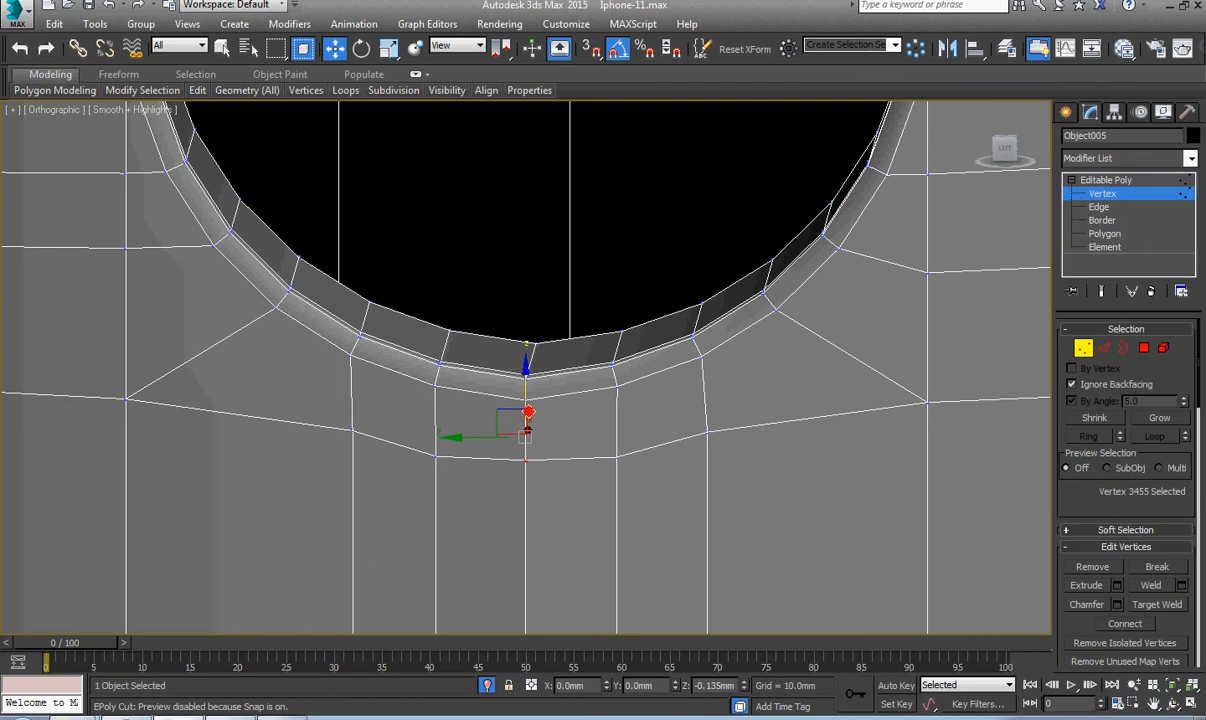 MAX
Workspace: Default
Autodesk 3ds Max 2015 Iphone-11.max
Type a keyword or phrase
Edit Tools Group Views Create Modifiers Animation Graph Editors Rendering Customize MAXScript Help
All View 3 Reset XForm Create Selection Se
Modeling Freeform Selection Object Paint Populate
Polygon Modeling Modify Selection Edit Geometry (All) Vertices Loops Subdivision Visibility Align Properties
[ + ] [ Orthographic ] [ Smooth + Highlights ]
LEFT
Object005
Modifier List
Editable Poly
Vertex
Edge
Border
Polygon
Element
Selection
By Vertex
Ignore Backfacing
By Angle: 5.0
Shrink Grow
Ring Loop
Preview Selection
Off SubObj Multi
Vertex 3455 Selected
Soft Selection
Edit Vertices
Remove Break
Extrude Weld
Chamfer Target Weld
Connect
Remove Isolated Vertices
Remove Unused Map Verts
z
0 / 100
0 5 10 15 20 25 30 35 40 45 50 55 60 65 70 75 80 85 90 95 100
1 Object Selected X: 0.0mm Y: 0.0mm Z: -0.135mm Grid = 10.0mm Auto Key Selected
Welcome to M EPoly Cut: Preview disabled because Snap is on. Add Time Tag Set Key Key Filters... 0